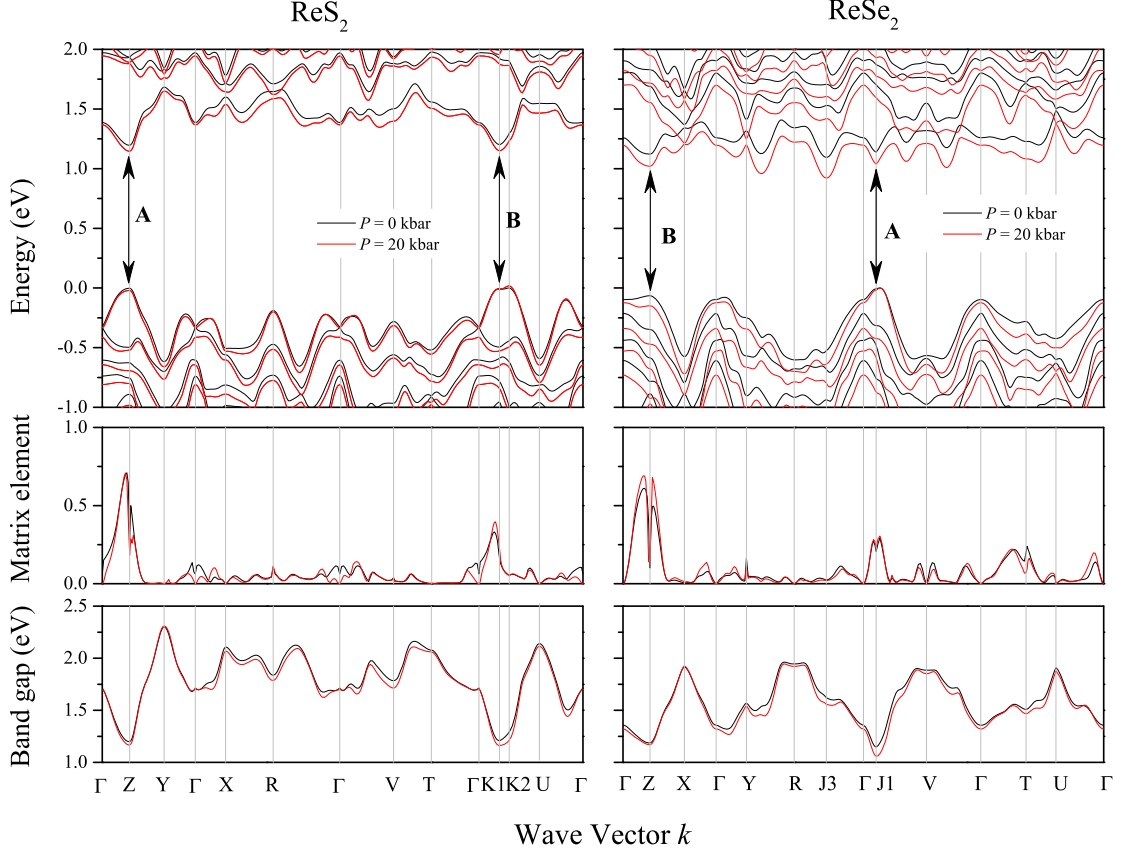 ReS2
ReSe2
Energy (eV)
2.0
1.5
1.0
0.5
0.0
-0.5
-1.0
A
B
P = 0 kbar
P = 20 kbar
B
A
P = 0 kbar
P = 20 kbar
Matrix element
1.0
0.5
0.0
Band gap (eV)
2.5
2.0
1.5
1.0
Γ Z Y Γ X R Γ V T Γ K1 K2 U Γ
Γ Z X Γ Y R J3 Γ J1 V Γ T U Γ
Wave Vector k